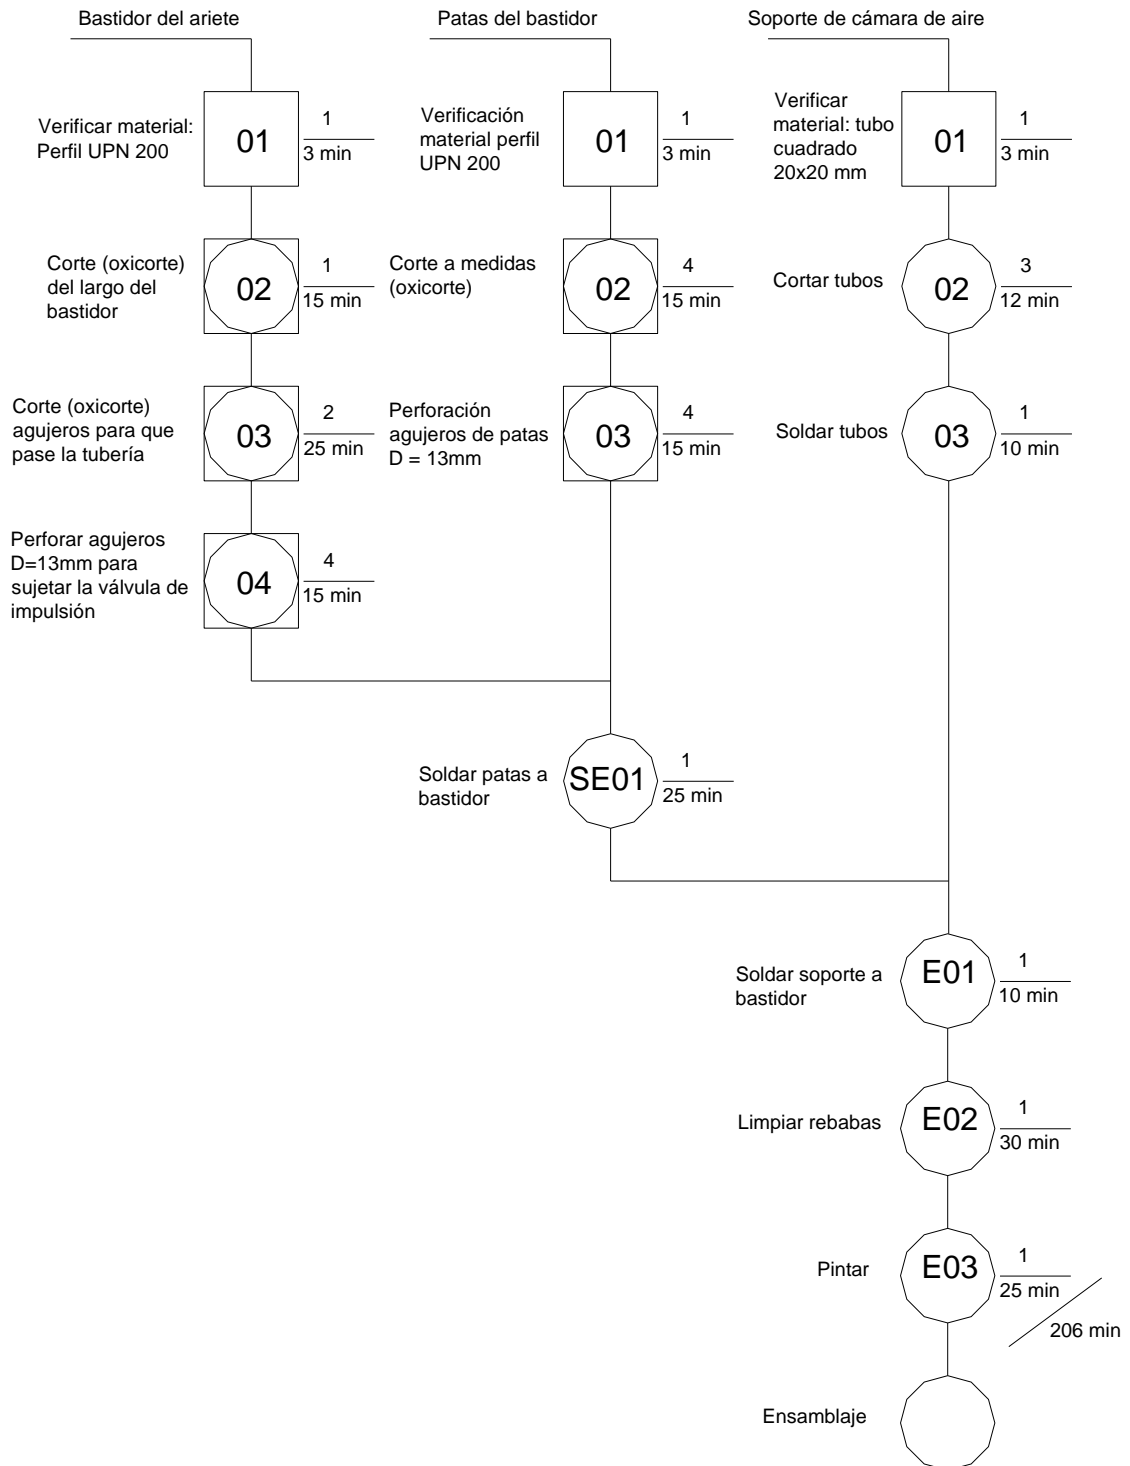 Bastidor del ariete
Patas del bastidor
Soporte de cámara de aire
Verificar material:
Perfil UPN 200
01
1
3 min
Verificación
material perfil
UPN 200
01
1
3 min
Verificar
material: tubo
cuadrado
20x20 mm
01
1
3 min
Corte (oxicorte)
del largo del
bastidor
02
1
15 min
Corte a medidas
(oxicorte)
02
4
15 min
Cortar tubos
02
3
12 min
Corte (oxicorte)
agujeros para que
pase la tubería
03
2
25 min
Perforación
agujeros de patas
D = 13mm
03
4
15 min
Soldar tubos
03
1
10 min
Perforar agujeros
D=13mm para
sujetar la válvula de
impulsión
04
4
15 min
Soldar patas a
bastidor
SE01
1
25 min
Soldar soporte a
bastidor
E01
1
10 min
Limpiar rebabas
E02
1
30 min
Pintar
E03
1
25 min
206 min
Ensamblaje